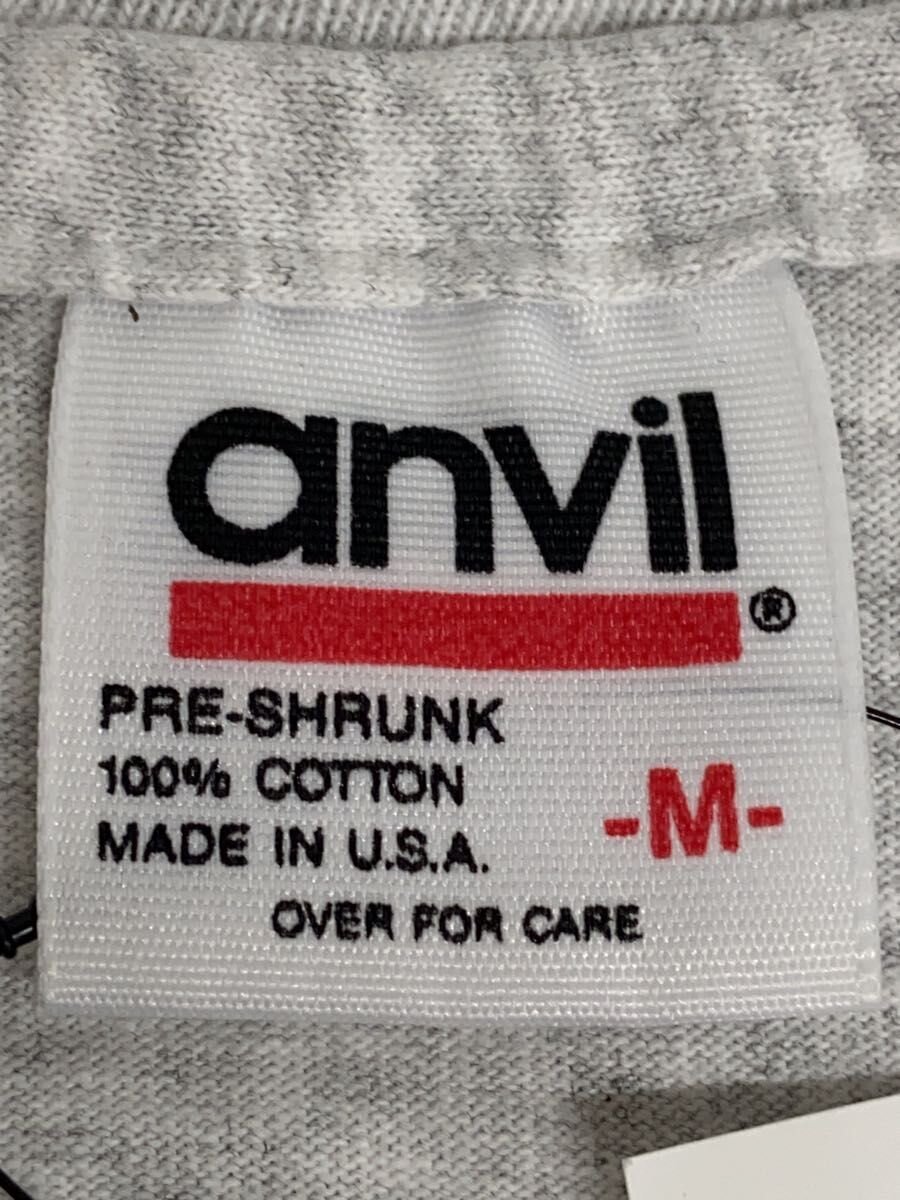 anvil®
PRE-SHRUNK
100% COTTON
MADE IN U.S.A.
-M-
OVER FOR CARE